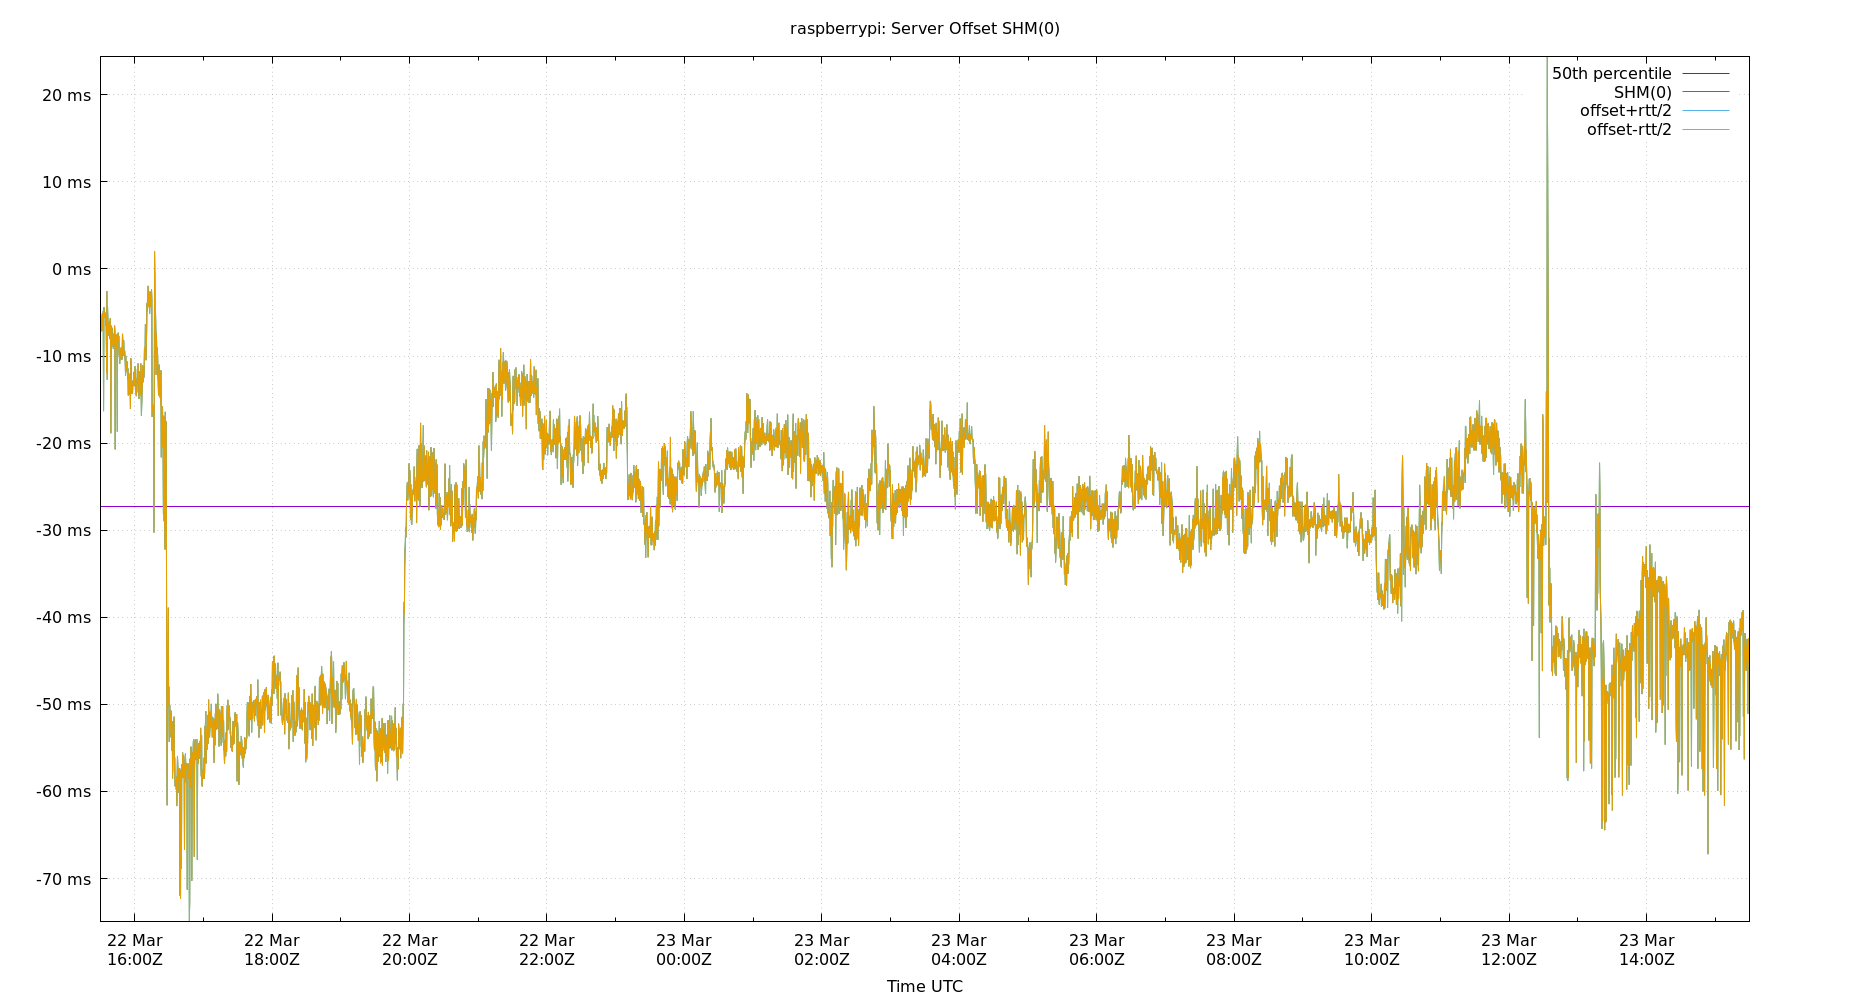 raspberrypi: Server Offset SHM(0)
50th percentile
SHM(0)
offset+rtt/2
offset-rtt/2
20 ms
10 ms
0 ms
-10 ms
-20 ms
-30 ms
-40 ms
-50 ms
-60 ms
-70 ms
22 Mar 22 Mar 22 Mar 22 Mar 23 Mar 23 Mar 23 Mar 23 Mar 23 Mar 23 Mar 23 Mar 23 Mar
16:00Z 18:00Z 20:00Z 22:00Z 00:00Z 02:00Z 04:00Z 06:00Z 08:00Z 10:00Z 12:00Z 14:00Z
Time UTC